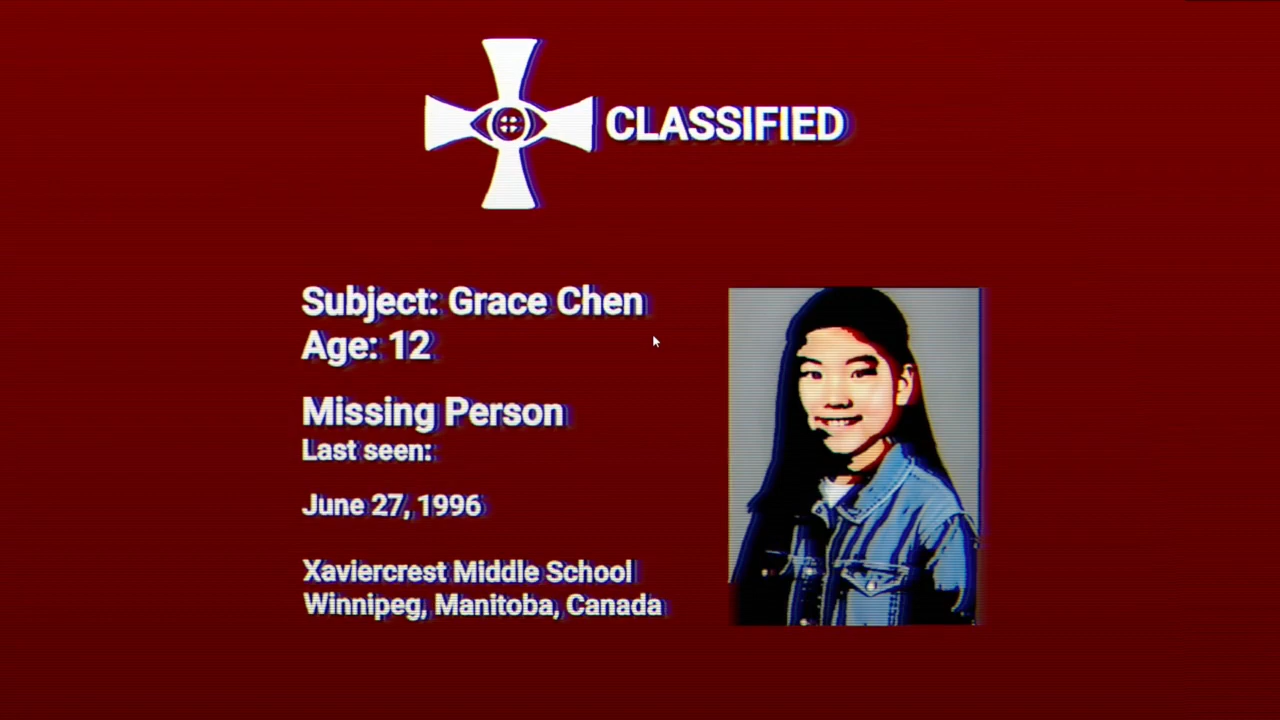 CLASSIFIED
Subject: Grace Chen
Age: 12
Missing Person
Last seen:
June 27, 1996
Xaviercrest Middle School
Winnipeg, Manitoba, Canada